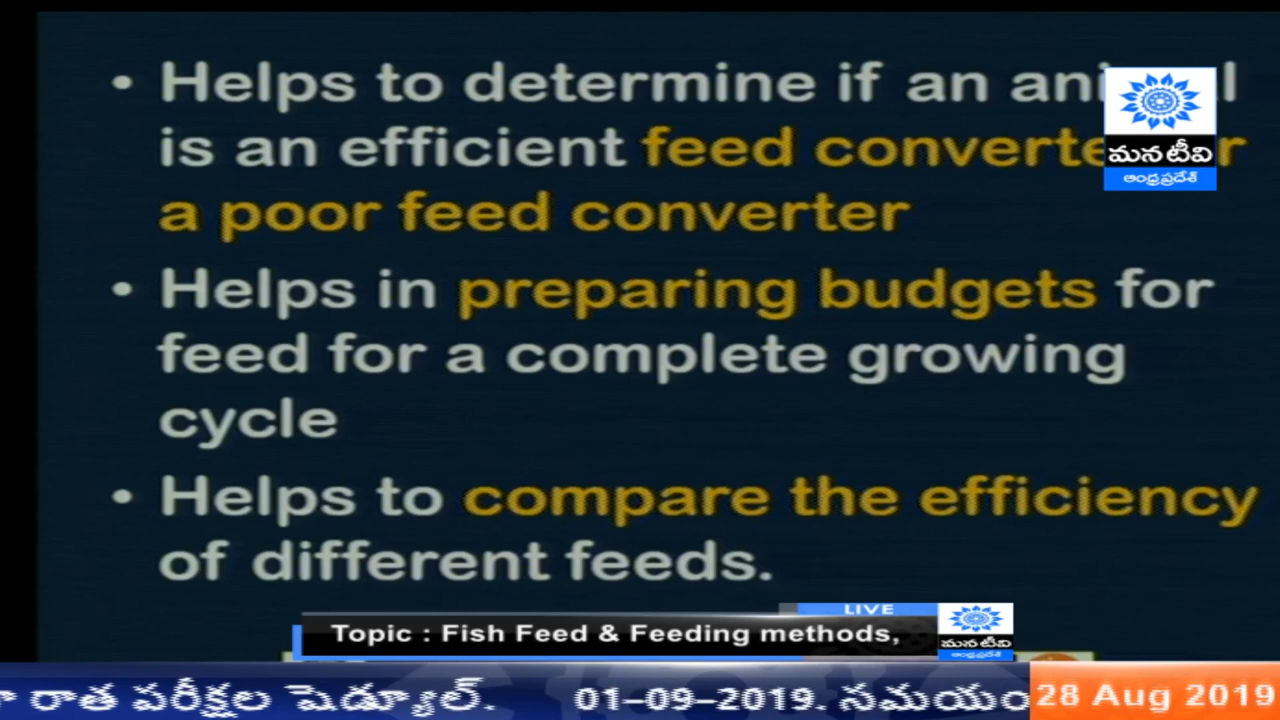 • Helps to determine if an
is an efficient feed
a poor feed converter
• Helps in preparing budgets for
feed for a complete growing
cycle
• Helps to compare the efficiency
of different feeds.
మన టీవి
ఆంధ్రప్రదేశ్
LIVE
Topic : Fish Feed & Feeding methods,
మన టీవి
ఆంధ్రప్రదేశ్
రాత పరీక్షల షెడ్యూల్. 01-09-2019. సమయం
28 Aug 2019